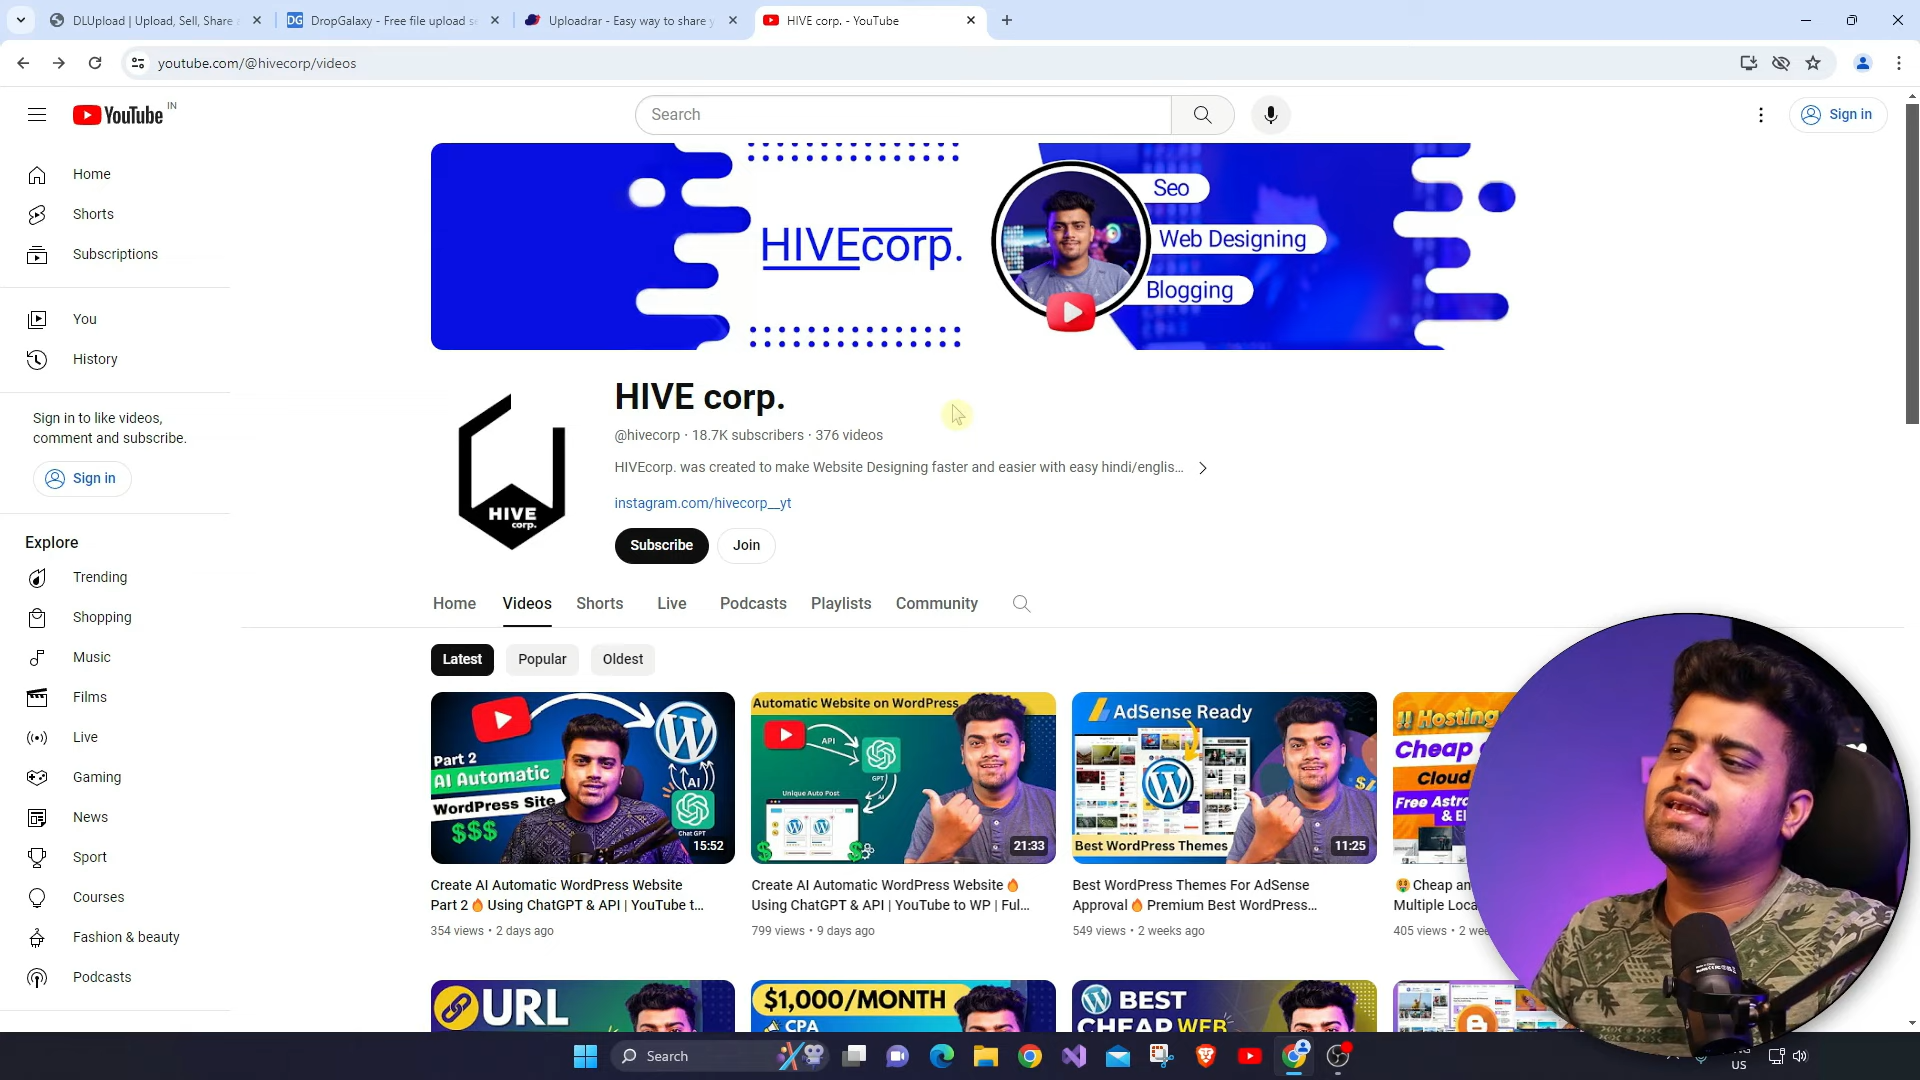 DLUpload | Upload, Sell, Share
DropGalaxy - Free file upload se
Uploadrar - Easy way to share y
HIVE corp. - YouTube
youtube.com/@hivecorp/videos
YouTube IN
Search
Sign in
Home
Shorts
Subscriptions
You
History
Sign in to like videos,
comment and subscribe.
Sign in
Explore
Trending
Shopping
Music
Films
Live
Gaming
News
Sport
Courses
Fashion & beauty
Podcasts
HIVEcorp.
Seo
Web Designing
Blogging
HIVE
corp.
HIVE corp.
@hivecorp · 18.7K subscribers · 376 videos
HIVEcorp. was created to make Website Designing faster and easier with easy hindi/englis...
instagram.com/hivecorp__yt
Subscribe
Join
Home Videos Shorts Live Podcasts Playlists Community
Latest Popular Oldest
Part 2
AI Automatic
WordPress Site
$$$
AI
Chat GPT
15:52
Create AI Automatic WordPress Website
Part 2🔥 Using ChatGPT & API | YouTube t...
354 views • 2 days ago
Automatic Website on WordPress
API
GPT
AI
Unique Auto Post
21:33
Create AI Automatic WordPress Website🔥
Using ChatGPT & API | YouTube to WP | Ful...
799 views • 9 days ago
AdSense Ready
Best WordPress Themes
11:25
Best WordPress Themes For AdSense
Approval🔥 Premium Best WordPress...
549 views • 2 weeks ago
!! Hosting
Cheap
Cloud
Free Astr
🤑Cheap an
Multiple Loca
405 views • 2 wee
URL
$1,000/MONTH
CPA
BEST
CHEAP WEB
Search
US